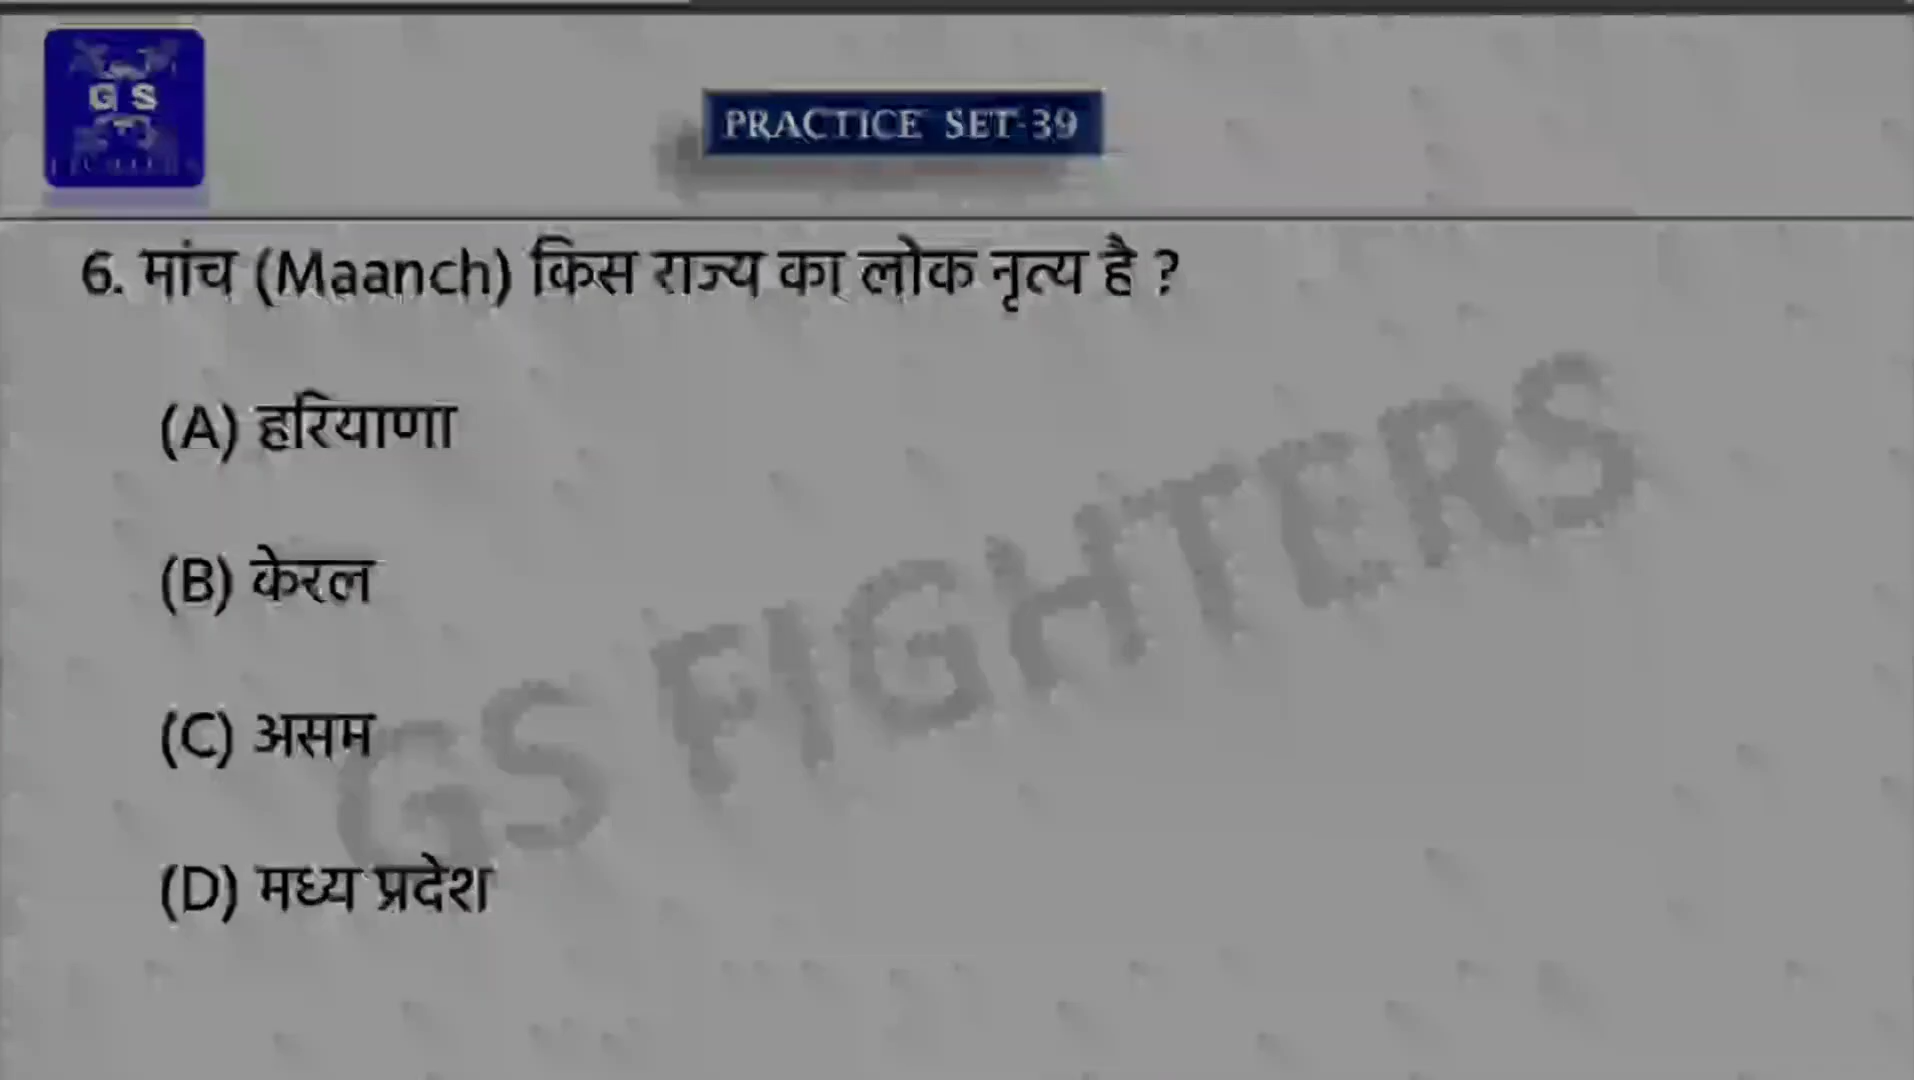 G S
PRACTICE SET-39
6. मांच (Maanch) किस राज्य का लोक नृत्य है ?
(A) हरियाणा
(B) केरल
(C) असम
(D) मध्य प्रदेश
GS FIGHTERS